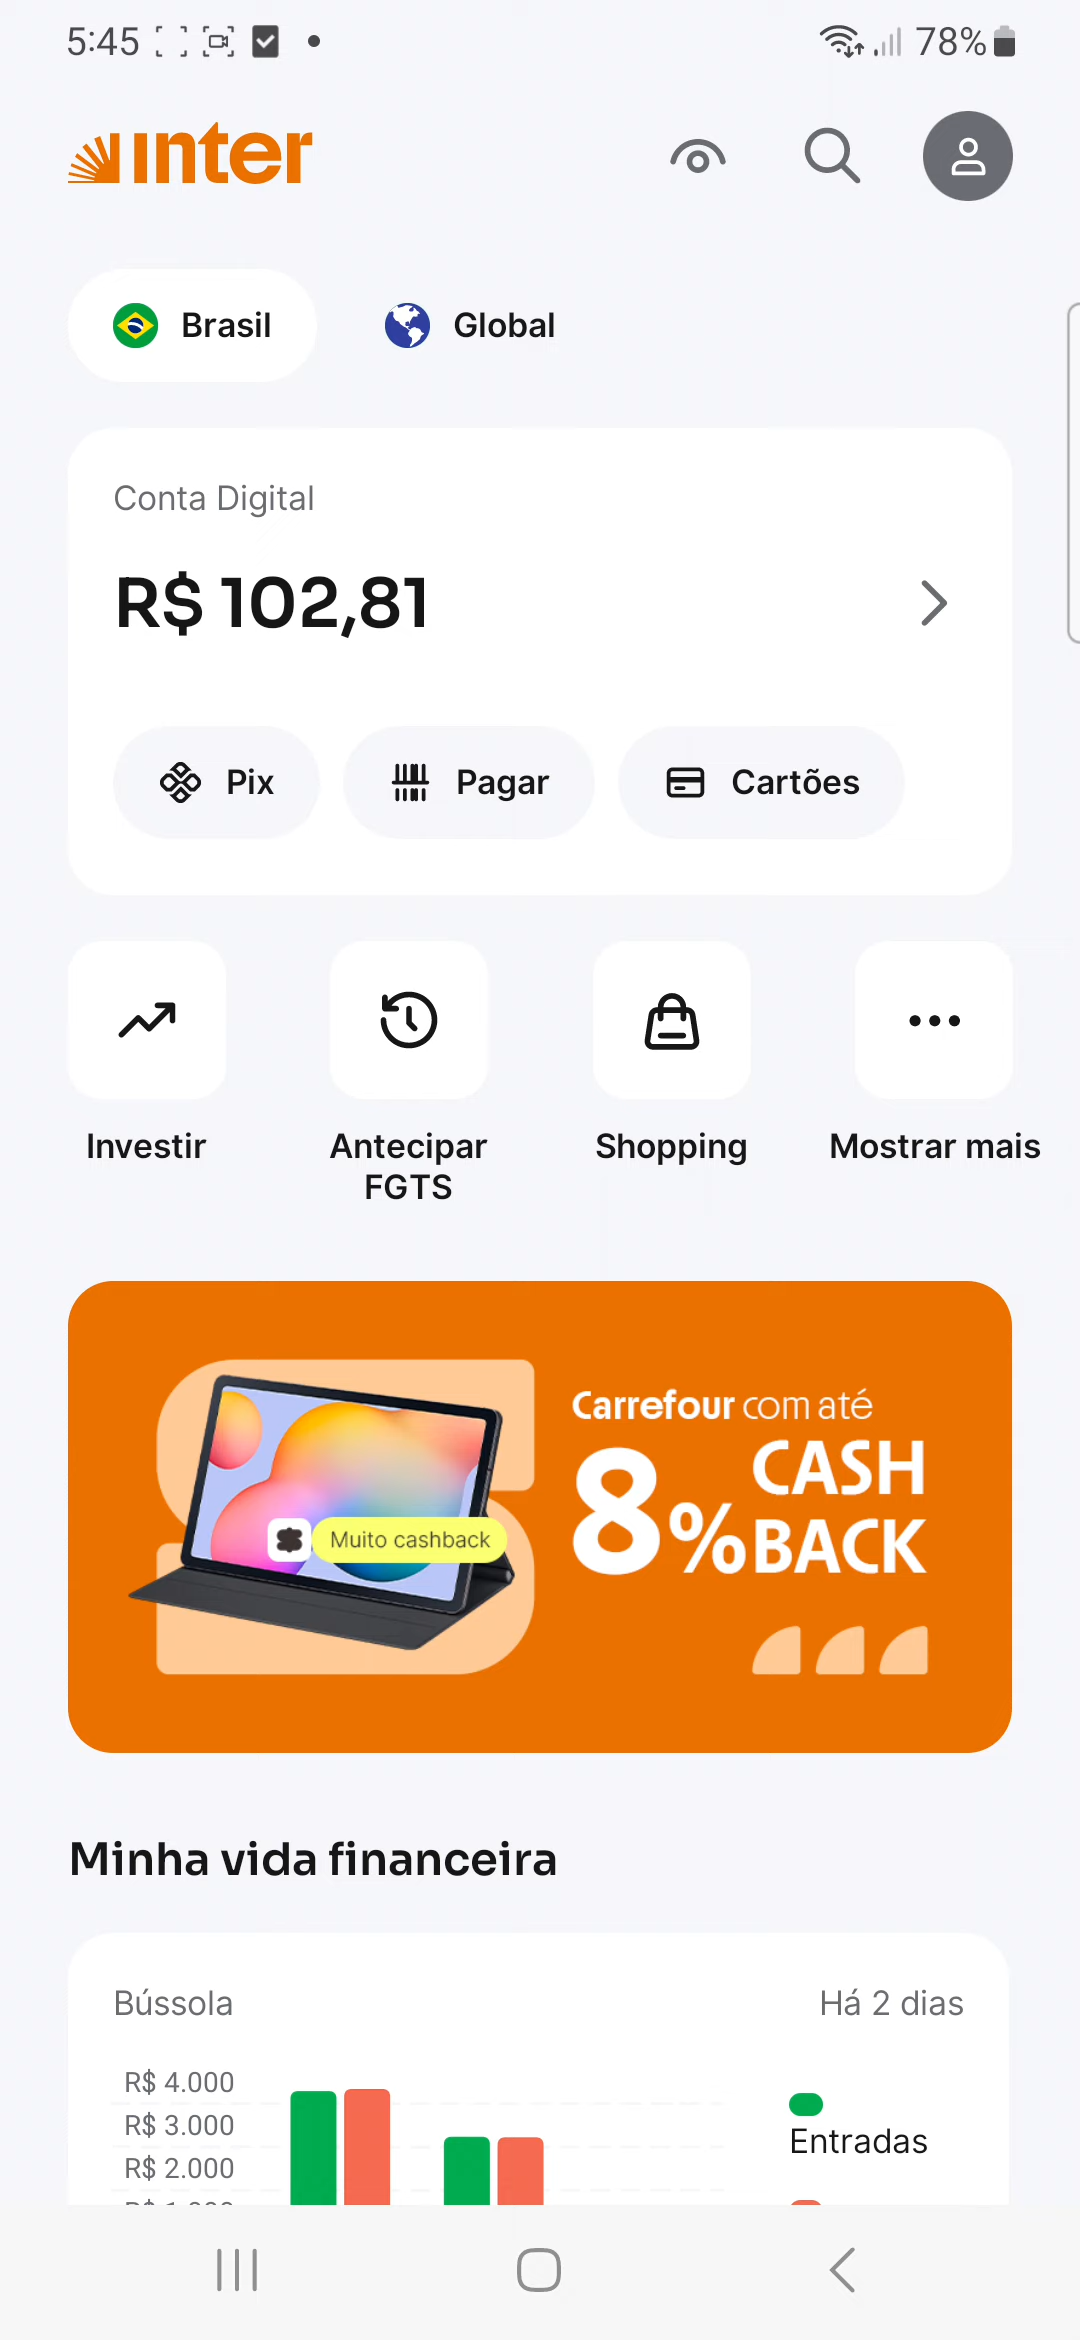 5:45
78%
inter
Brasil
Global
Conta Digital
R$ 102,81
Pix
Pagar
Cartões
Investir
Antecipar
FGTS
Shopping
Mostrar mais
Carrefour com até
8% CASH
BACK
Muito cashback
Minha vida financeira
Bússola
Há 2 dias
R$ 4.000
R$ 3.000
Entradas
R$ 2.000